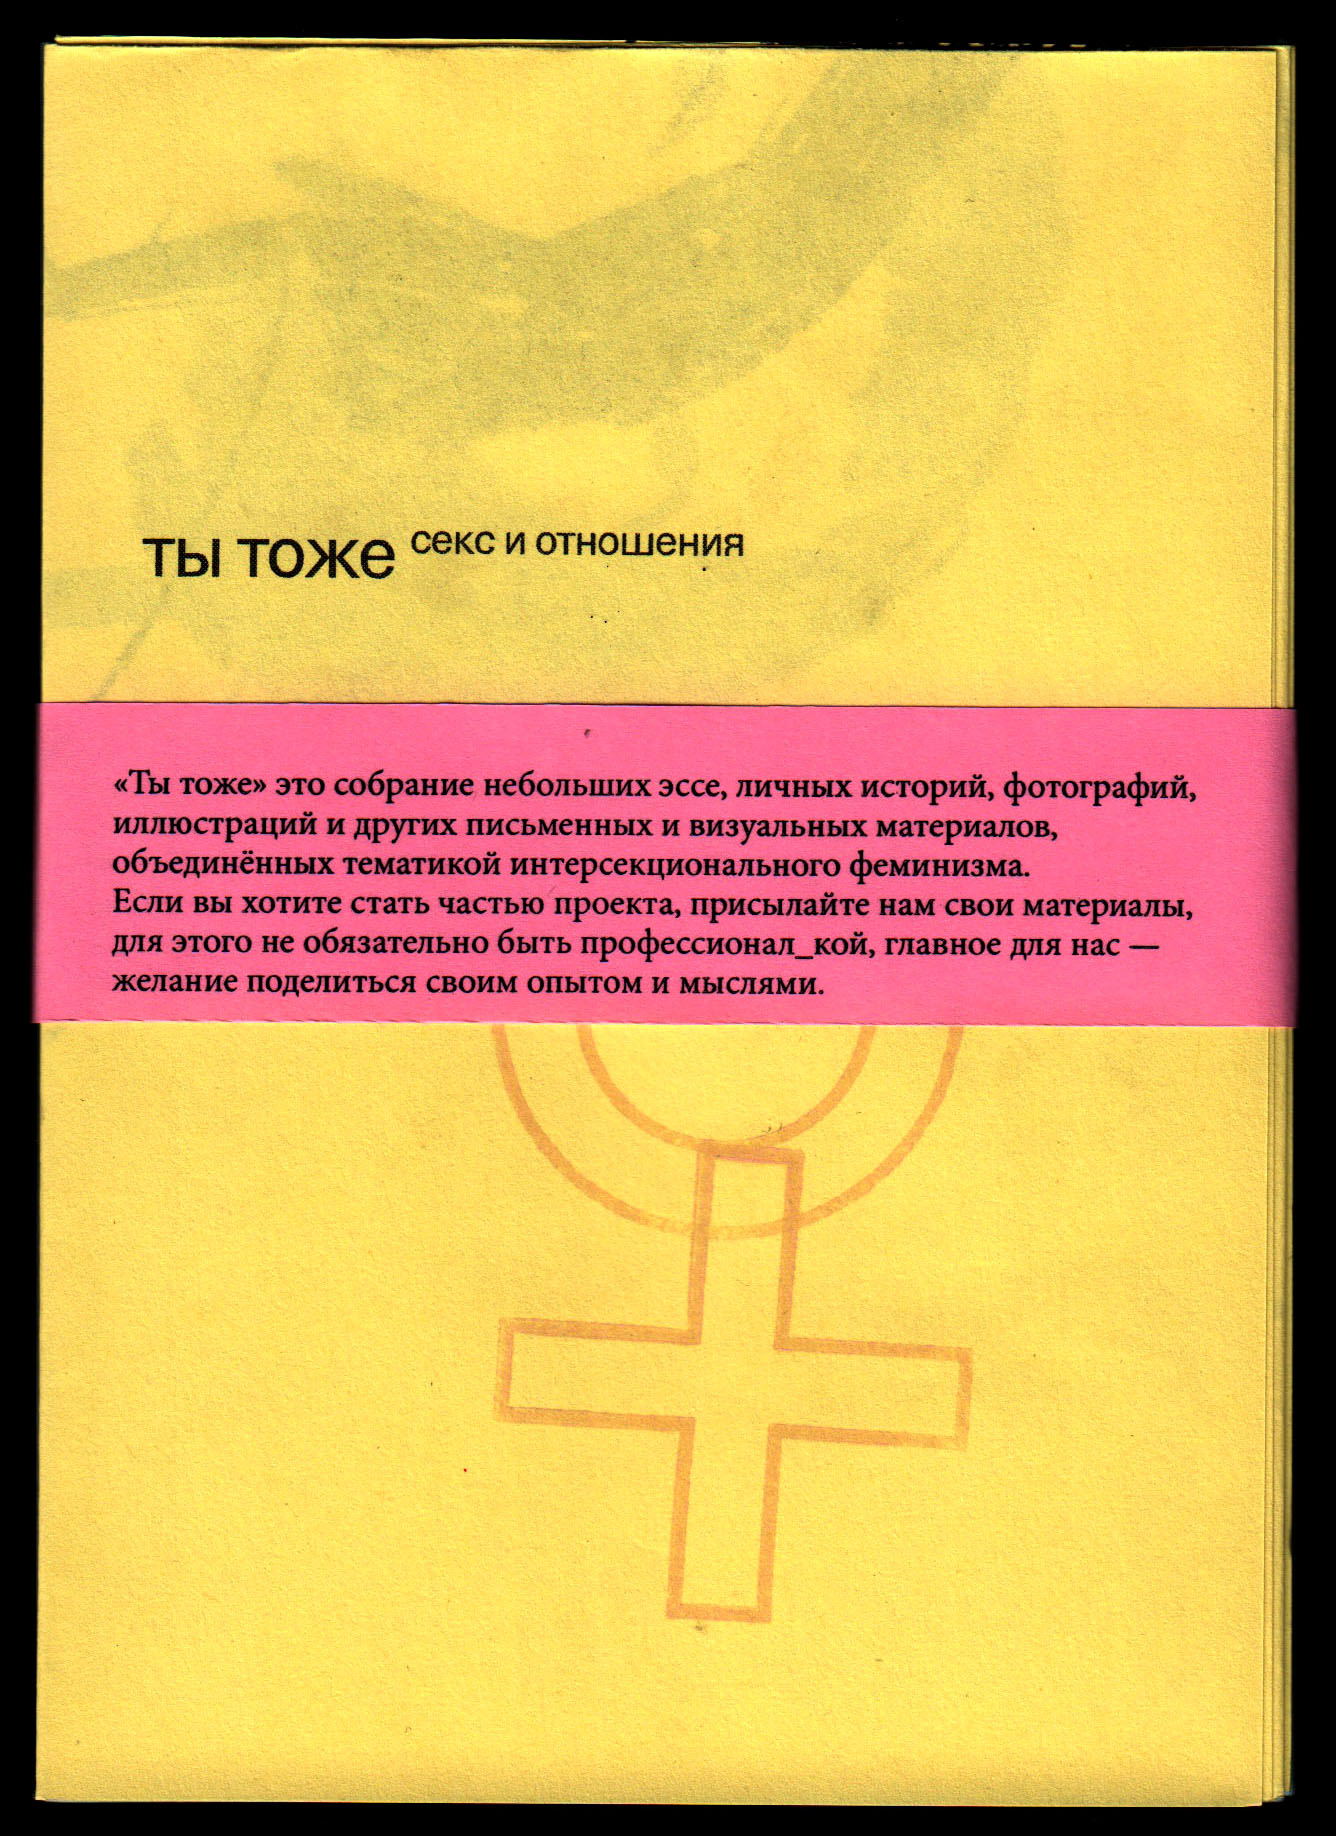 ты тоже секс и отношения
«Ты тоже» это собрание небольших эссе, личных историй, фотографий,
иллюстраций и других письменных и визуальных материалов,
объединённых тематикой интерсекционального феминизма.
Если вы хотите стать частью проекта, присылайте нам свои материалы,
для этого не обязательно быть профессионал_кой, главное для нас —
желание поделиться своим опытом и мыслями.